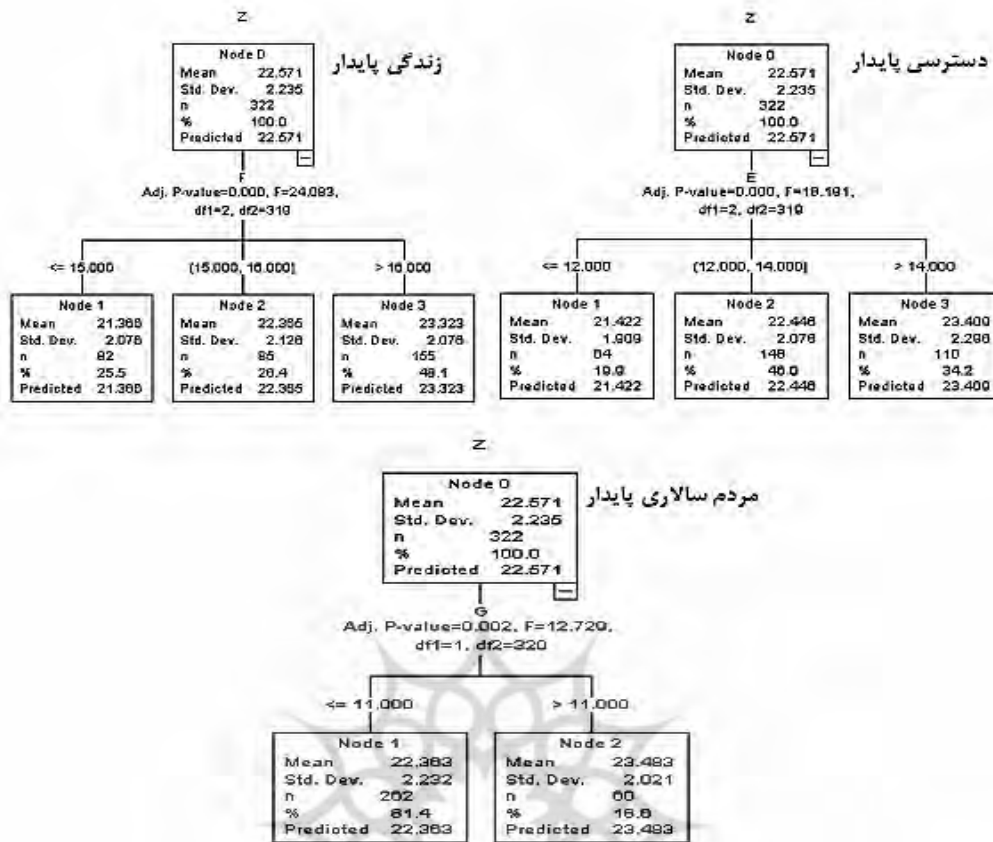 Z
Node 0
Mean 22.571
Std. Dev. 2.235
n 322
% 100.0
Predicted 22.571
زندگی پایدار
F
Adj. P-value=0.000, F=24.083,
df1=2, df2=319
<= 15.000
(15.000, 16.000]
> 16.000
Node 1
Mean 21.366
Std. Dev. 2.076
n 82
% 25.5
Predicted 21.366
Node 2
Mean 22.365
Std. Dev. 2.126
n 85
% 26.4
Predicted 22.365
Node 3
Mean 23.323
Std. Dev. 2.076
n 155
% 48.1
Predicted 23.323
Z
Node 0
Mean 22.571
Std. Dev. 2.235
n 322
% 100.0
Predicted 22.571
دسترسی پایدار
E
Adj. P-value=0.000, F=18.181,
df1=2, df2=319
<= 12.000
(12.000, 14.000]
> 14.000
Node 1
Mean 21.422
Std. Dev. 1.909
n 64
% 19.9
Predicted 21.422
Node 2
Mean 22.446
Std. Dev. 2.076
n 148
% 46.0
Predicted 22.446
Node 3
Mean 23.409
Std. Dev.
n 110
% 34.2
Predicted 23.409
Z
Node 0
Mean 22.571
Std. Dev. 2.235
n 322
% 100.0
Predicted 22.571
مردم سالاری پایدار
G
Adj. P-value=0.002, F=12.729,
df1=1, df2=320
<= 11.000
> 11.000
Node 1
Mean 22.363
Std. Dev. 2.232
n 262
% 81.4
Predicted 22.363
Node 2
Mean 23.483
Std. Dev. 2.021
n 60
% 18.6
Predicted 23.483